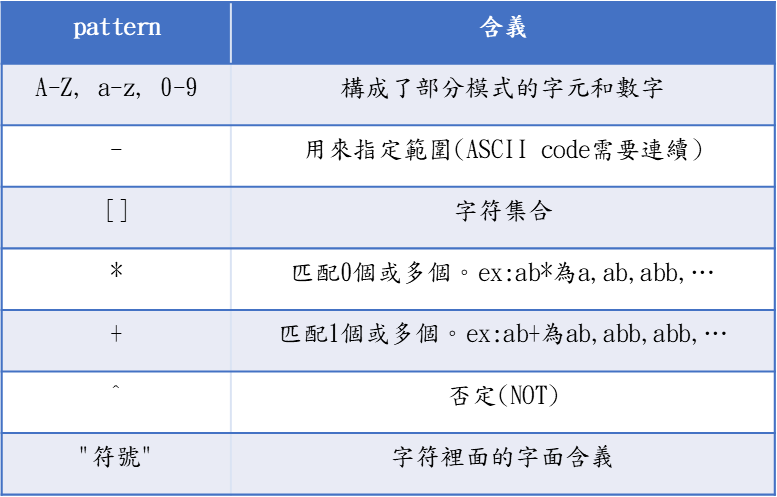 pattern 含義
A-Z, a-z, 0-9 構成了部分模式的字元和數字
- 用來指定範圍(ASCII code需要連續)
[] 字符集合
* 匹配0個或多個。ex:ab*為a,ab,abb,…
+ 匹配1個或多個。ex:ab+為ab,abb,abb,…
^ 否定(NOT)
"符號" 字符裡面的字面含義